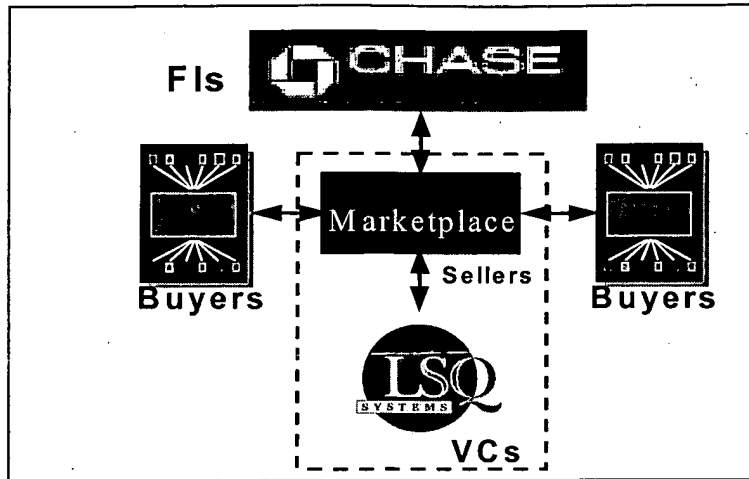 CHASE
FIs
Marketplace
Sellers
Buyers
Buyers
LSQ
SYSTEMS
VCs